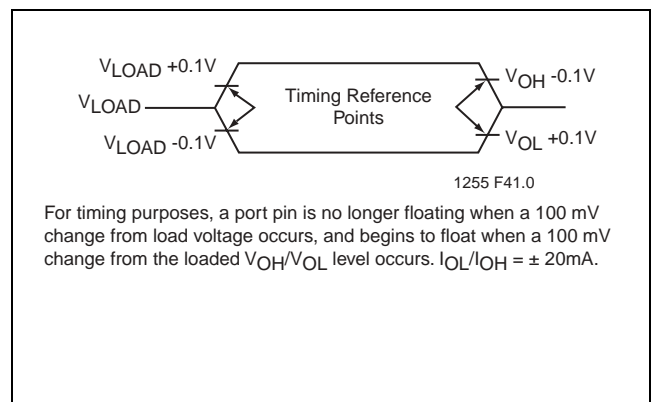 VLOAD +0.1V
VLOAD
VLOAD -0.1V
Timing Reference
Points
VOH -0.1V
VOL +0.1V
1255 F41.0
For timing purposes, a port pin is no longer floating when a 100 mV
change from load voltage occurs, and begins to float when a 100 mV
change from the loaded VOH/VOL level occurs. IOL/IOH = ± 20mA.